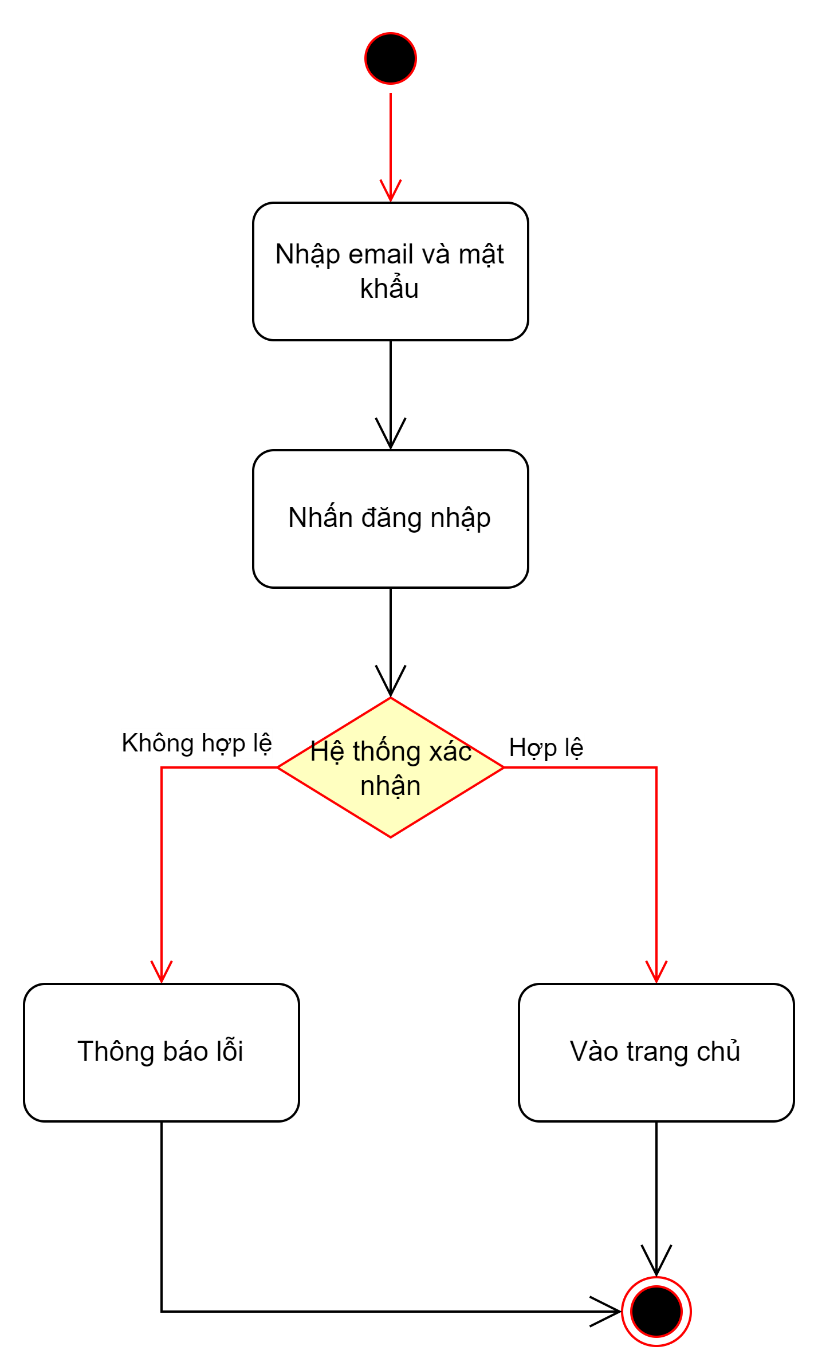 Nhập email và mật
khẩu
Nhấn đăng nhập
Không hợp lệ
Hệ thống xác
nhận
Hợp lệ
Thông báo lỗi
Vào trang chủ